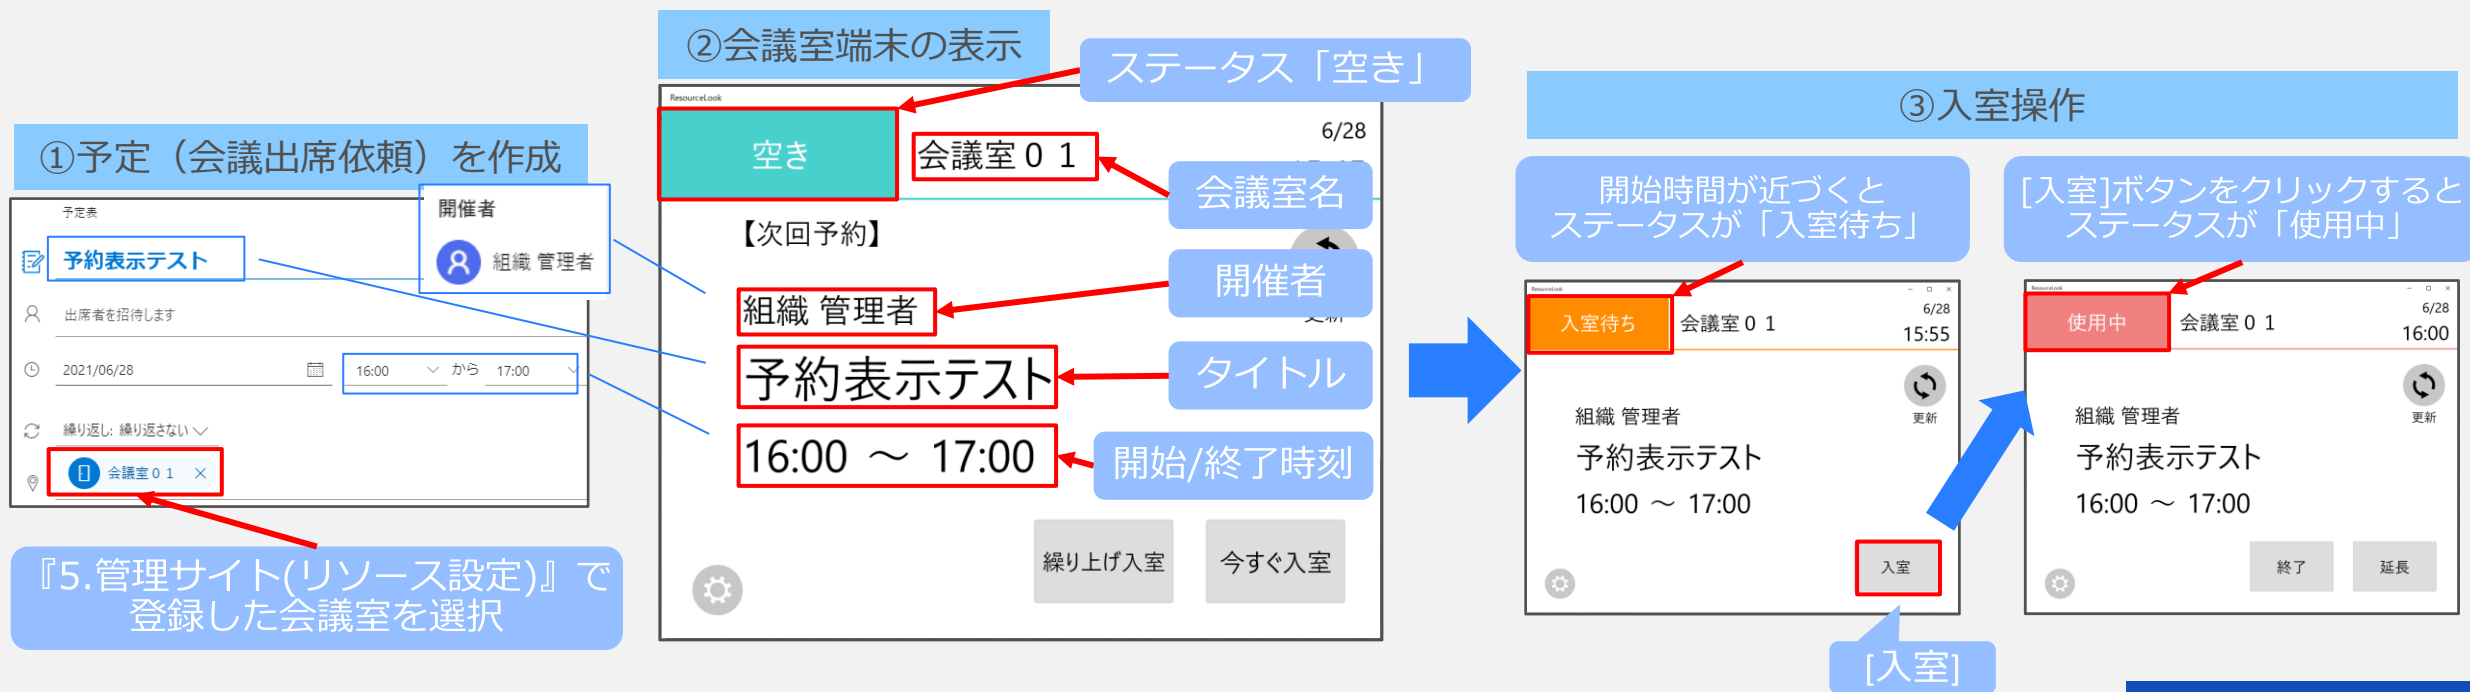 ①予定（会議出席依頼）を作成
予定表
予約表示テスト
開催者
組織 管理者
出席者を招待します
2021/06/28
16:00 から 17:00
繰り返し: 繰り返さない
会議室０１ ×
『5.管理サイト(リソース設定)』で
登録した会議室を選択
②会議室端末の表示
ステータス「空き」
ResourceLook
空き
会議室０１
6/28
会議室名
【次回予約】
開催者
組織 管理者
更新
予約表示テスト
タイトル
16:00 ～ 17:00
開始/終了時刻
繰り上げ入室
今すぐ入室
③入室操作
開始時間が近づくと
ステータスが「入室待ち」
ResourceLook
入室待ち
会議室０１
6/28
15:55
更新
組織 管理者
予約表示テスト
16:00 ～ 17:00
入室
[入室]
[入室]ボタンをクリックすると
ステータスが「使用中」
ResourceLook
使用中
会議室０１
6/28
16:00
更新
組織 管理者
予約表示テスト
16:00 ～ 17:00
終了
延長